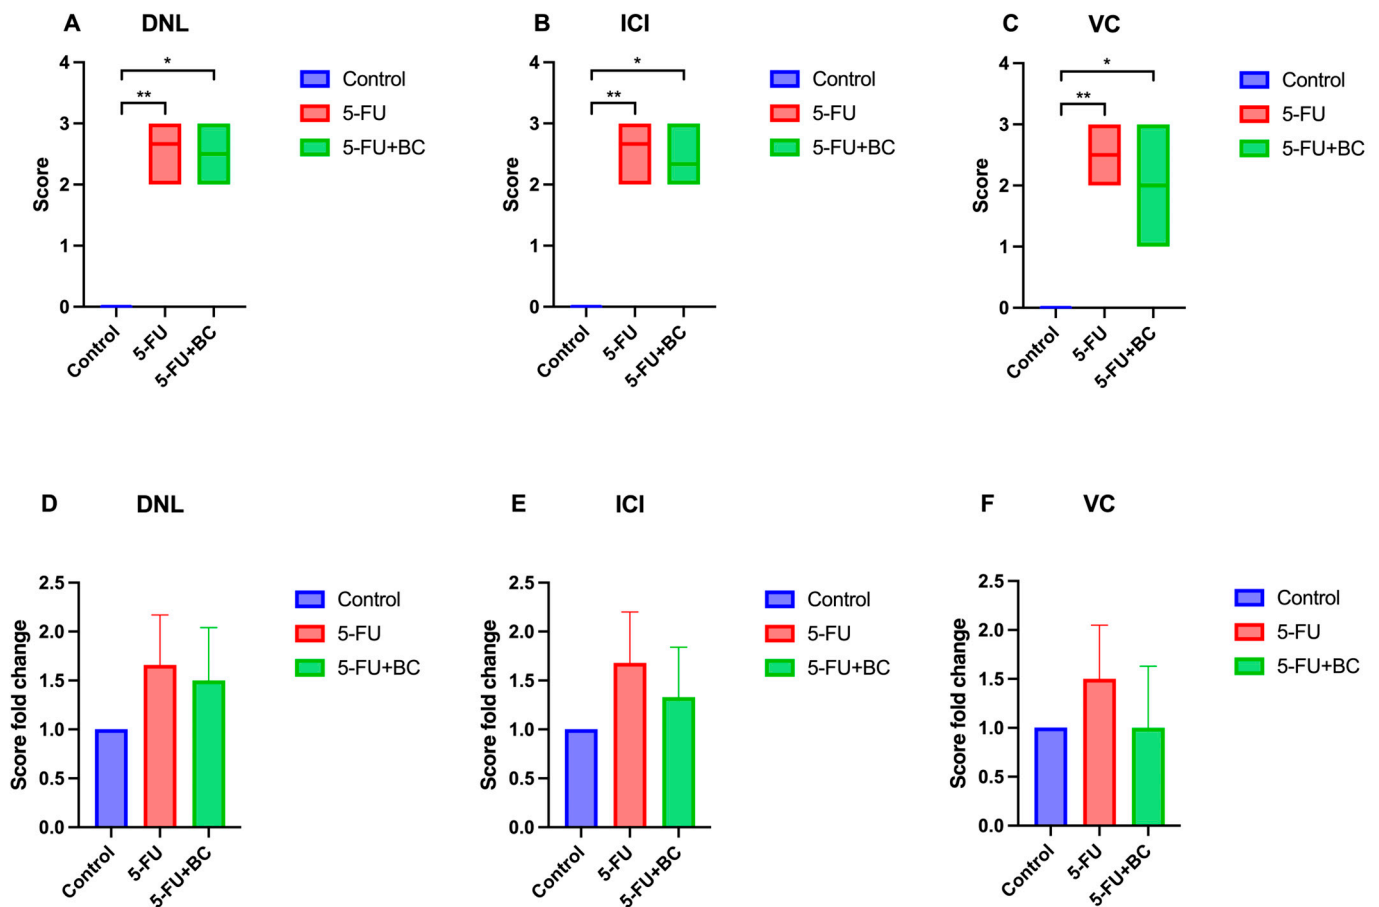 A DNL
Score
4
3
2
1
0
*
**
Control
5-FU
5-FU+BC
Control
5-FU
5-FU+BC
B ICI
Score
4
3
2
1
0
*
**
Control
5-FU
5-FU+BC
Control
5-FU
5-FU+BC
C VC
Score
4
3
2
1
0
*
**
Control
5-FU
5-FU+BC
Control
5-FU
5-FU+BC
D DNL
Score fold change
2.5
2.0
1.5
1.0
0.5
0.0
Control
5-FU
5-FU+BC
Control
5-FU
5-FU+BC
E ICI
Score fold change
2.5
2.0
1.5
1.0
0.5
0.0
Control
5-FU
5-FU+BC
Control
5-FU
5-FU+BC
F VC
Score fold change
2.5
2.0
1.5
1.0
0.5
0.0
Control
5-FU
5-FU+BC
Control
5-FU
5-FU+BC